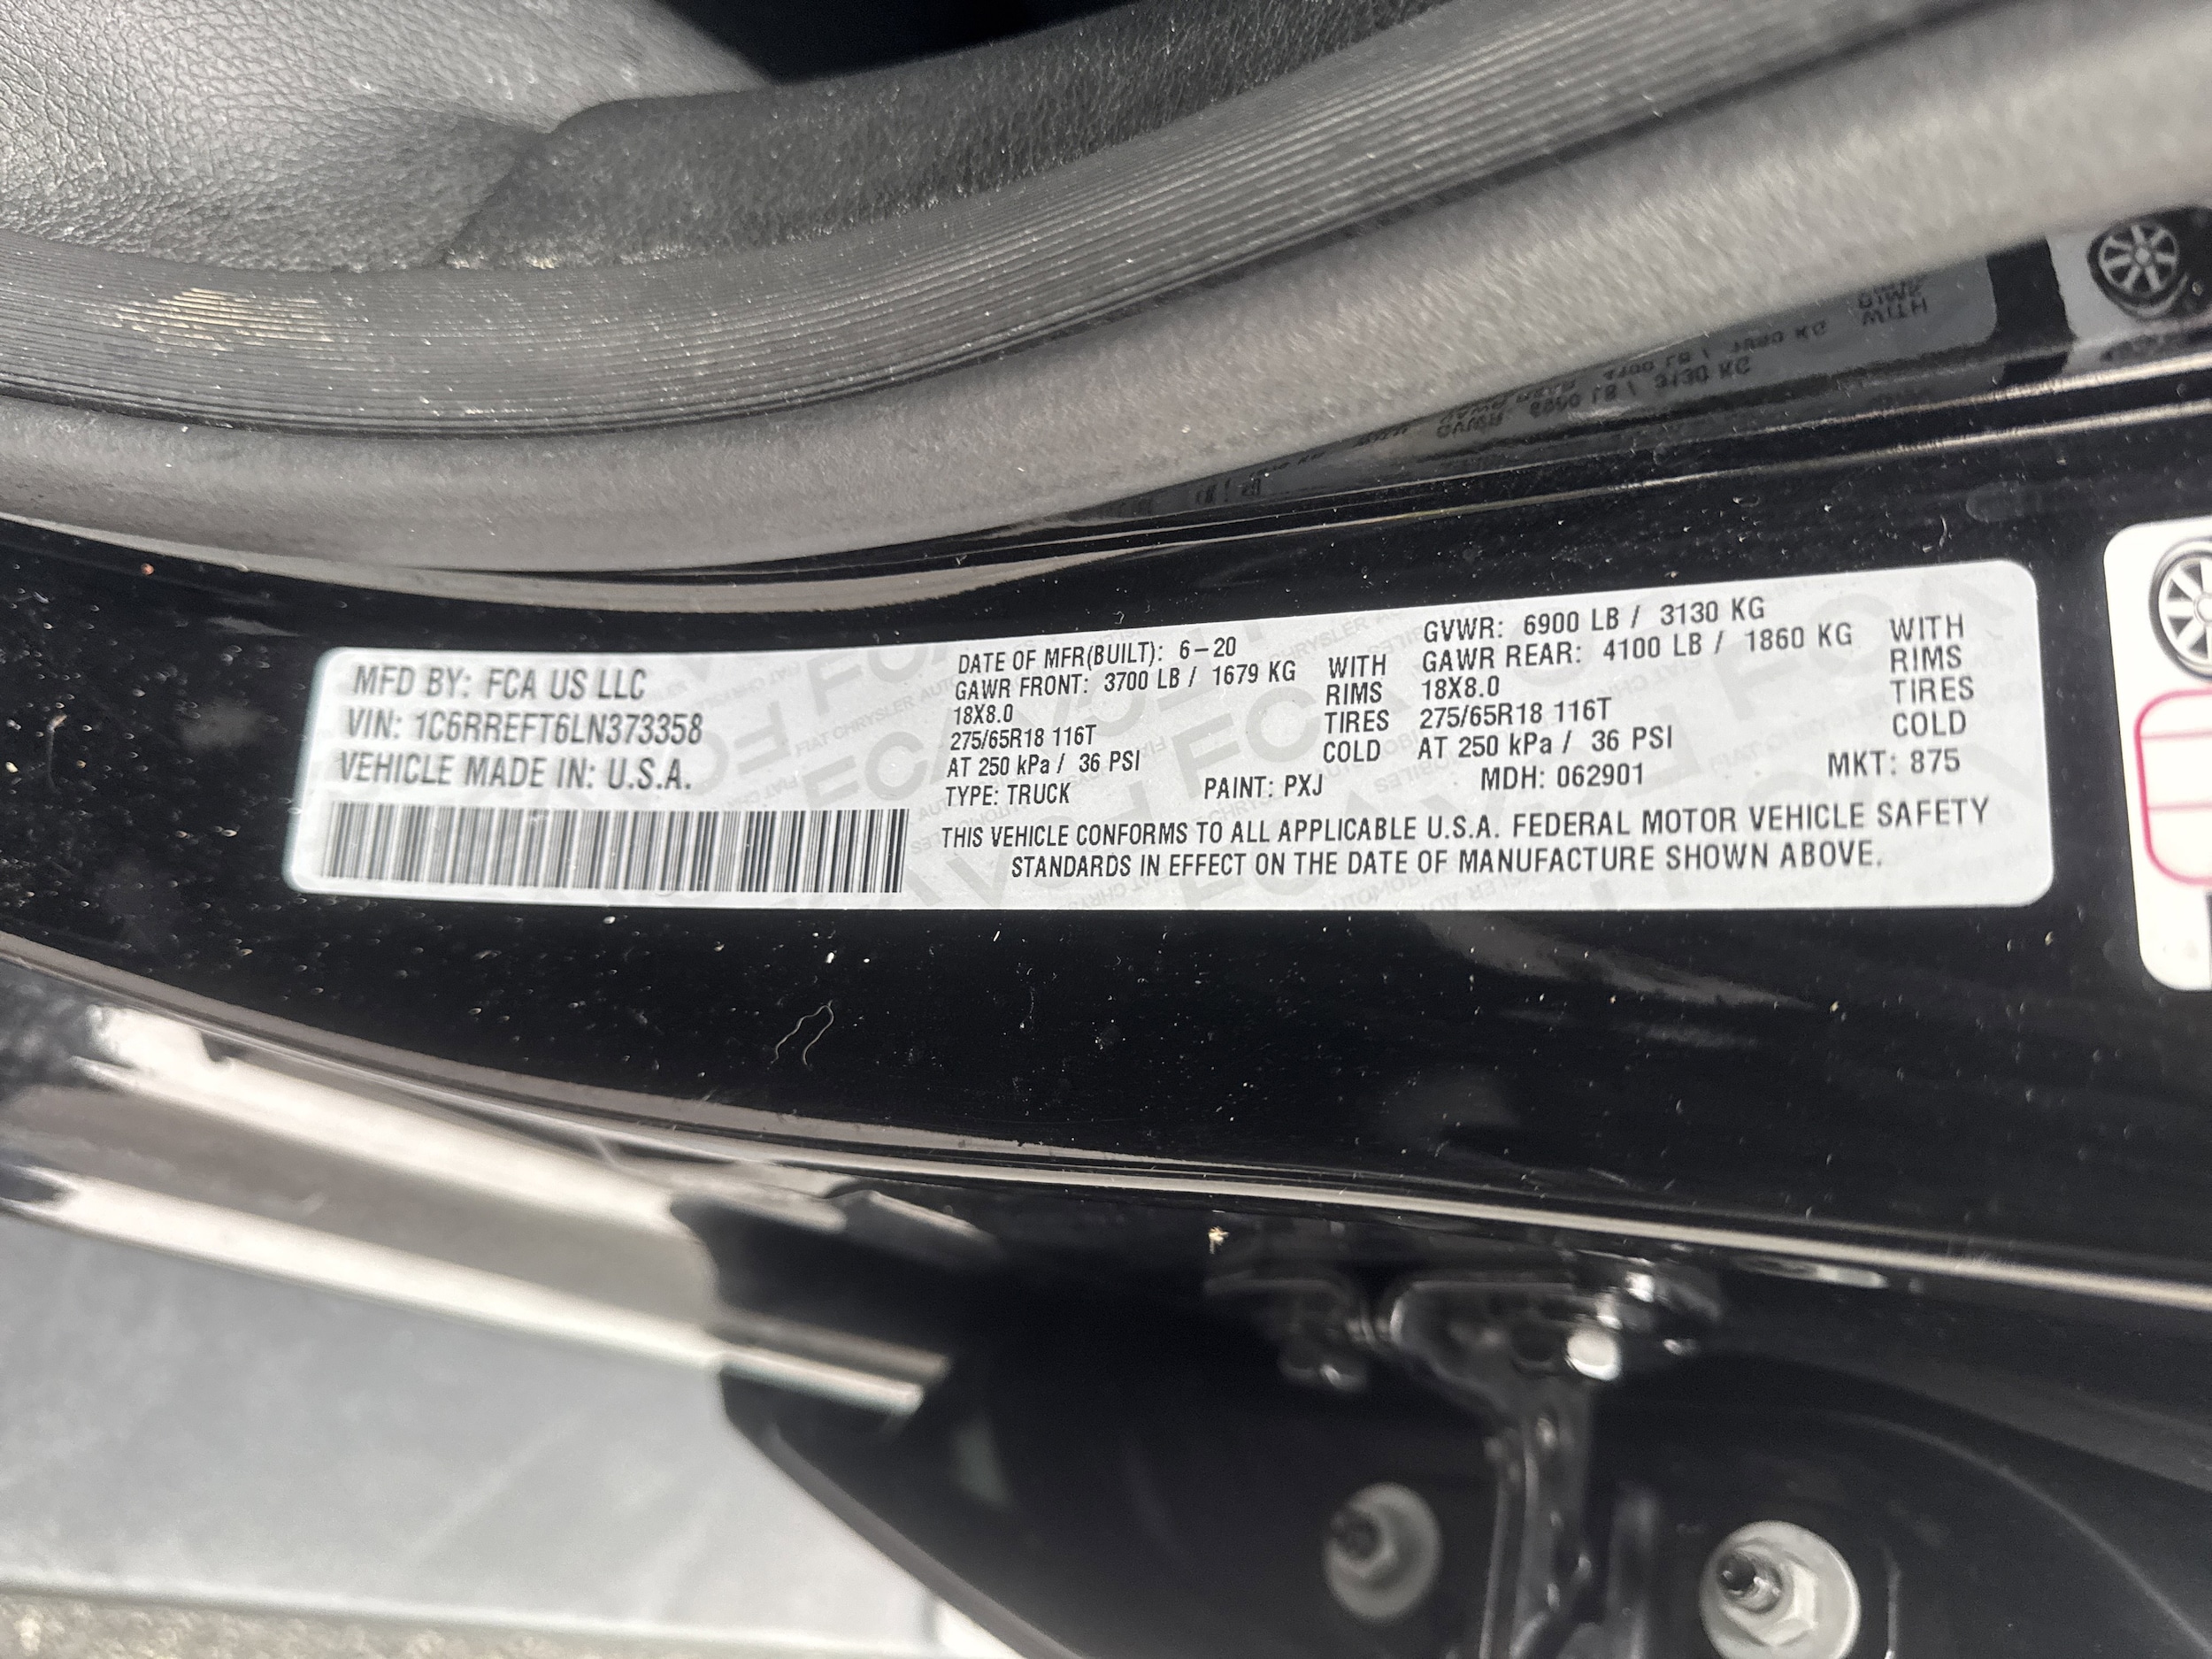 MFD BY: FCA US LLC
VIN: 1C6RREFT6LN373358
VEHICLE MADE IN: U.S.A.
DATE OF MFR(BUILT): 6-20
GAWR FRONT: 3700 LB / 1679 KG WITH
18X8.0 RIMS
275/65R18 116T TIRES
AT 250 kPa / 36 PSI COLD
GVWR: 6900 LB / 3130 KG
GAWR REAR: 4100 LB / 1860 KG WITH
18X8.0 RIMS
275/65R18 116T TIRES
AT 250 kPa / 36 PSI COLD
TYPE: TRUCK PAINT: PXJ MDH: 062901 MKT: 875
THIS VEHICLE CONFORMS TO ALL APPLICABLE U.S.A. FEDERAL MOTOR VEHICLE SAFETY
STANDARDS IN EFFECT ON THE DATE OF MANUFACTURE SHOWN ABOVE.